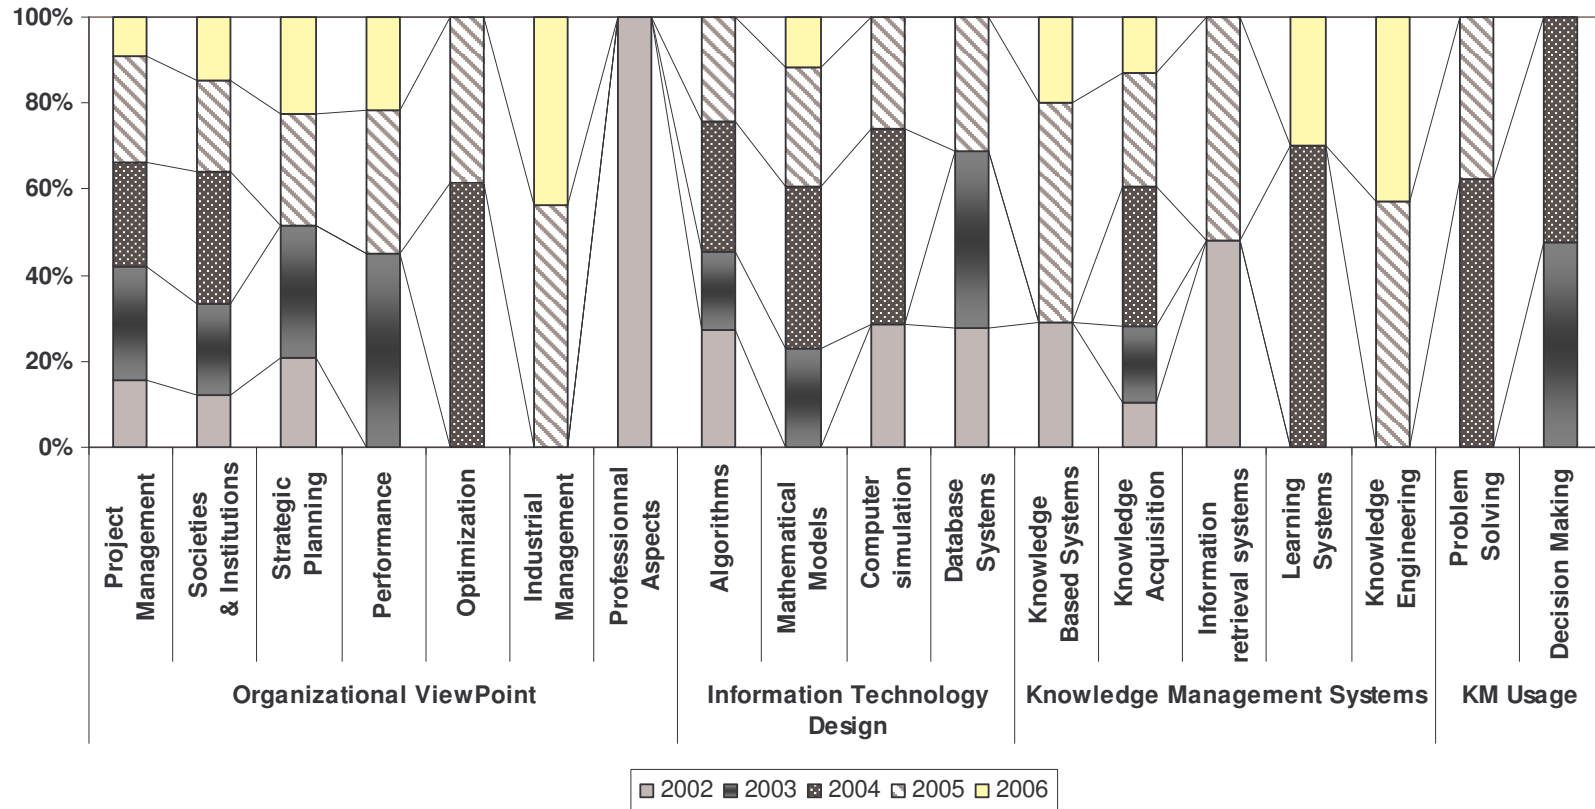 100%
80%
60%
40%
20%
0%
Project
Management
Societies
& Institutions
Strategic
Planning
Performance
Optimization
Industrial
Management
Professionnal
Aspects
Algorithms
Mathematical
Models
Computer
simulation
Database
Systems
Knowledge
Based Systems
Knowledge
Acquisition
Information
retrieval systems
Learning
Systems
Knowledge
Engineering
Problem
Solving
Decision Making
Organizational ViewPoint
Information Technology
Design
Knowledge Management Systems
KM Usage
2002 2003 2004 2005 2006